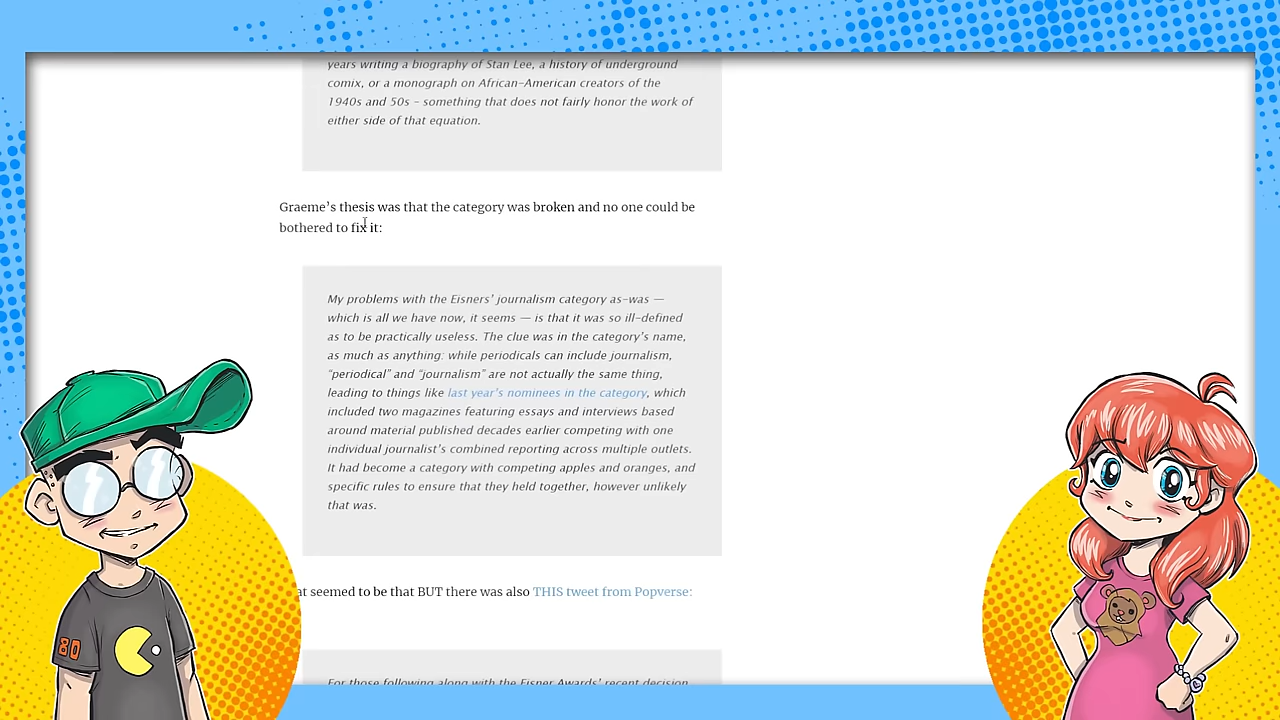 years writing a biography of Stan Lee, a history of underground
comix, or a monograph on African-American creators of the
1940s and 50s – something that does not fairly honor the work of
either side of that equation.
Graeme’s thesis was that the category was broken and no one could be
bothered to fix it:
My problems with the Eisners’ journalism category as-was —
which is all we have now, it seems — is that it was so ill-defined
as to be practically useless. The clue was in the category’s name,
as much as anything: while periodicals can include journalism,
“periodical” and “journalism” are not actually the same thing,
leading to things like last year’s nominees in the category, which
included two magazines featuring essays and interviews based
around material published decades earlier competing with one
individual journalist’s combined reporting across multiple outlets.
It had become a category with competing apples and oranges, and
specific rules to ensure that they held together, however unlikely
that was.
at seemed to be that BUT there was also THIS tweet from Popverse:
For those following along with the Eisner Awards’ recent decision
80